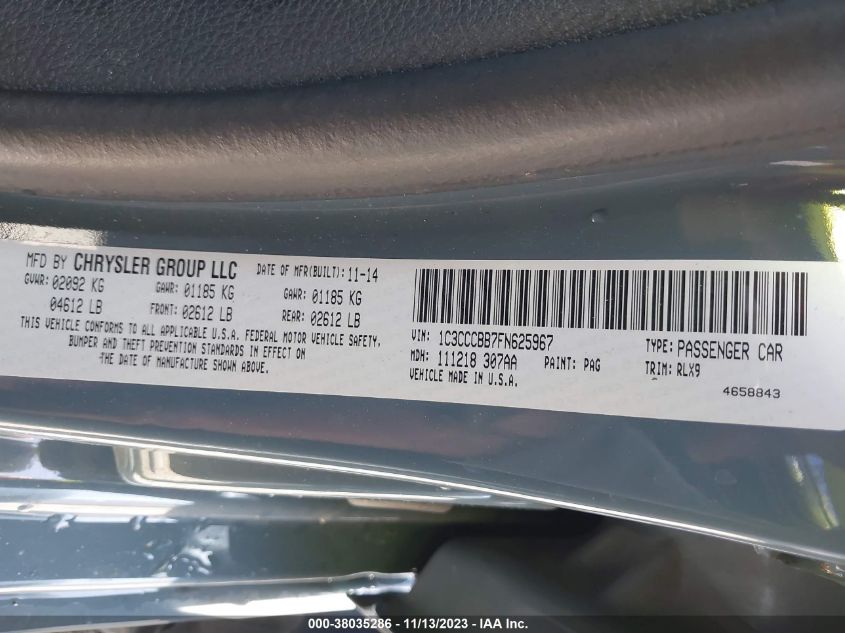 MFD BY CHRYSLER GROUP LLC DATE OF MFR(BUILT): 11-14
GVWR: 02092 KG GAWR: 01185 KG GAWR: 01185 KG
04612 LB FRONT: 02612 LB REAR: 02612 LB
THIS VEHICLE CONFORMS TO ALL APPLICABLE U.S.A. FEDERAL MOTOR VEHICLE SAFETY,
BUMPER AND THEFT PREVENTION STANDARDS IN EFFECT ON
THE DATE OF MANUFACTURE SHOWN ABOVE.
VIN: 1C3CCCBB7FN625967 TYPE: PASSENGER CAR
MDH: 111218 307AA PAINT: PAG TRIM: RLX9
VEHICLE MADE IN U.S.A. 4658843
000-38035286 - 11/13/2023 - IAA Inc.